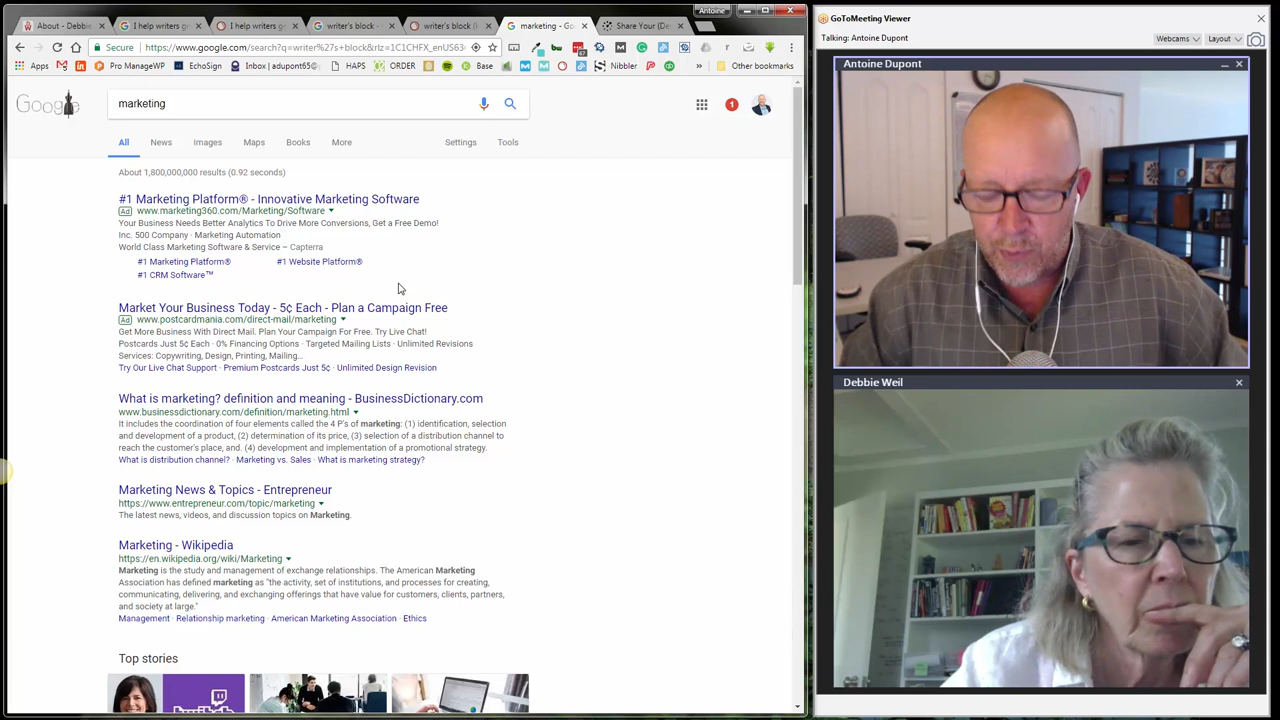 Antoine
About - Debbie
I help writers ge
I help writers ge
writer's block -
writer's block (b
marketing - Go
Share Your (De
Secure
https://www.google.com/search?q=writer%27s+block&rlz=1C1CHFX_enUS63
Apps
Pro ManageWP
EchoSign
Inbox | adupont65@
HAPS
ORDER
Base
Nibbler
»
Other bookmarks
Google
marketing
1
All
News
Images
Maps
Books
More
Settings
Tools
About 1,800,000,000 results (0.92 seconds)
#1 Marketing Platform® - Innovative Marketing Software
Ad www.marketing360.com/Marketing/Software
Your Business Needs Better Analytics To Drive More Conversions, Get a Free Demo!
Inc. 500 Company · Marketing Automation
World Class Marketing Software & Service – Capterra
#1 Marketing Platform® #1 Website Platform®
#1 CRM Software™
Market Your Business Today - 5¢ Each - Plan a Campaign Free
Ad www.postcardmania.com/direct-mail/marketing
Get More Business With Direct Mail. Plan Your Campaign For Free. Try Live Chat!
Postcards Just 5¢ Each · 0% Financing Options · Targeted Mailing Lists · Unlimited Revisions
Services: Copywriting, Design, Printing, Mailing...
Try Our Live Chat Support · Premium Postcards Just 5¢ · Unlimited Design Revision
What is marketing? definition and meaning - BusinessDictionary.com
www.businessdictionary.com/definition/marketing.html
It includes the coordination of four elements called the 4 P's of marketing: (1) identification, selection
and development of a product, (2) determination of its price, (3) selection of a distribution channel to
reach the customer's place, and. (4) development and implementation of a promotional strategy.
What is distribution channel? · Marketing vs. Sales · What is marketing strategy?
Marketing News & Topics - Entrepreneur
https://www.entrepreneur.com/topic/marketing
The latest news, videos, and discussion topics on Marketing.
Marketing - Wikipedia
https://en.wikipedia.org/wiki/Marketing
Marketing is the study and management of exchange relationships. The American Marketing
Association has defined marketing as "the activity, set of institutions, and processes for creating,
communicating, delivering, and exchanging offerings that have value for customers, clients, partners,
and society at large."
Management · Relationship marketing · American Marketing Association · Ethics
Top stories
twitch
GoToMeeting Viewer
Talking: Antoine Dupont
Webcams
Layout
Antoine Dupont
Debbie Weil